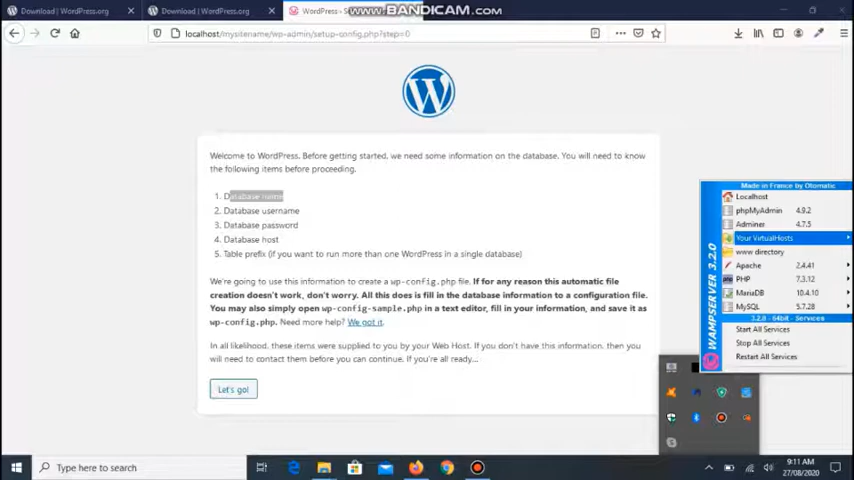 Download | WordPress.org
Download | WordPress.org
WordPress › S
WWW.BANDICAM.COM
localhost/mysitename/wp-admin/setup-config.php?step=0
Welcome to WordPress. Before getting started, we need some information on the database. You will need to know
the following items before proceeding.
1. Database name
2. Database username
3. Database password
4. Database host
5. Table prefix (if you want to run more than one WordPress in a single database)
We're going to use this information to create a wp-config.php file. If for any reason this automatic file
creation doesn't work, don't worry. All this does is fill in the database information to a configuration file.
You may also simply open wp-config-sample.php in a text editor, fill in your information, and save it as
wp-config.php. Need more help? We got it.
In all likelihood, these items were supplied to you by your Web Host. If you don't have this information, then you
will need to contact them before you can continue. If you're all ready...
Let's go!
Made in France by Otomatic
Localhost
phpMyAdmin 4.9.2
Adminer 4.7.5
Your VirtualHosts
www directory
Apache 2.4.41
PHP 7.3.12
MariaDB 10.4.10
MySQL 5.7.28
3.2.0 - 64bit - Services
Start All Services
Stop All Services
Restart All Services
WAMPSERVER 3.2.0
Type here to search
9:11 AM
27/08/2020